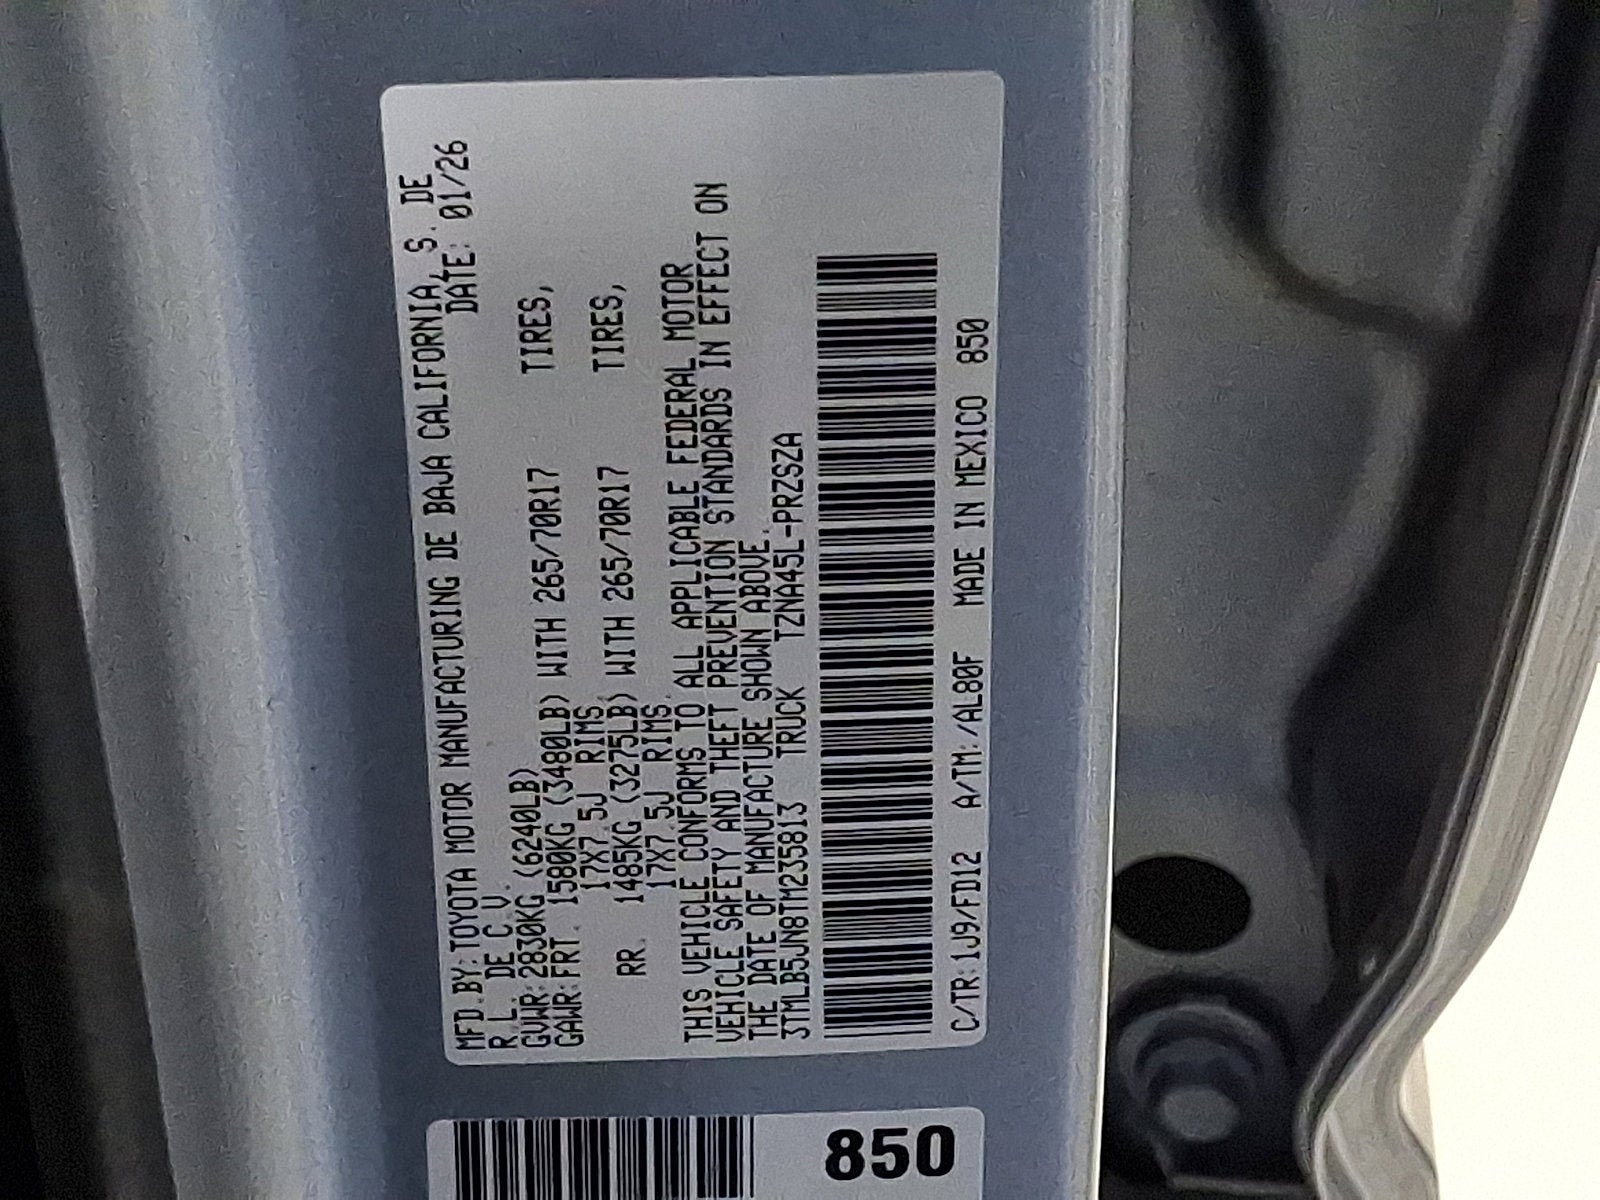 MFD.BY:TOYOTA MOTOR MANUFACTURING DE BAJA CALIFORNIA, S. DE
R.L. DE C.V. DATE: 01/26
GVWR:2830KG (6240LB)
GAWR:FRT. 1580KG (3480LB) WITH 265/70R17 TIRES,
17X7.5J RIMS.
RR. 1485KG (3275LB) WITH 265/70R17 TIRES,
17X7.5J RIMS.
THIS VEHICLE CONFORMS TO ALL APPLICABLE FEDERAL MOTOR
VEHICLE SAFETY AND THEFT PREVENTION STANDARDS IN EFFECT ON
THE DATE OF MANUFACTURE SHOWN ABOVE.
3TMLB5JN8TM235813 TRUCK TZNA45L-PRZSZA
C/TR:1J9/FD12 A/TM:/AL80F MADE IN MEXICO 850
850